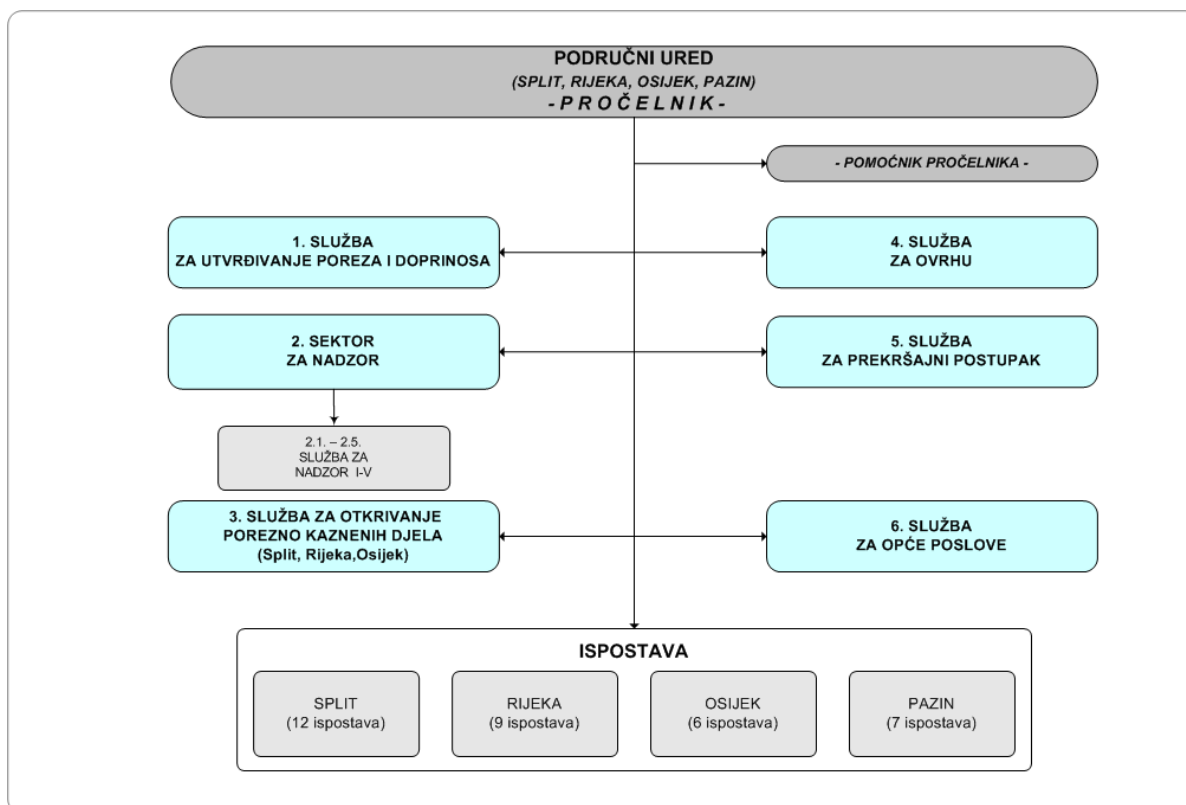 PODRUČNI URED
(SPLIT, RIJEKA, OSIJEK, PAZIN)
- P R O Č E L N I K -
- POMOĆNIK PROČELNIKA -
1. SLUŽBA
ZA UTVRĐIVANJE POREZA I DOPRINOSA
4. SLUŽBA
ZA OVRHU
2. SEKTOR
ZA NADZOR
5. SLUŽBA
ZA PREKRŠAJNI POSTUPAK
2.1. – 2.5.
SLUŽBA ZA
NADZOR I-V
3. SLUŽBA ZA OTKRIVANJE
POREZNO KAZNENIH DJELA
(Split, Rijeka,Osijek)
6. SLUŽBA
ZA OPĆE POSLOVE
ISPOSTAVA
SPLIT
(12 ispostava)
RIJEKA
(9 ispostava)
OSIJEK
(6 ispostava)
PAZIN
(7 ispostava)